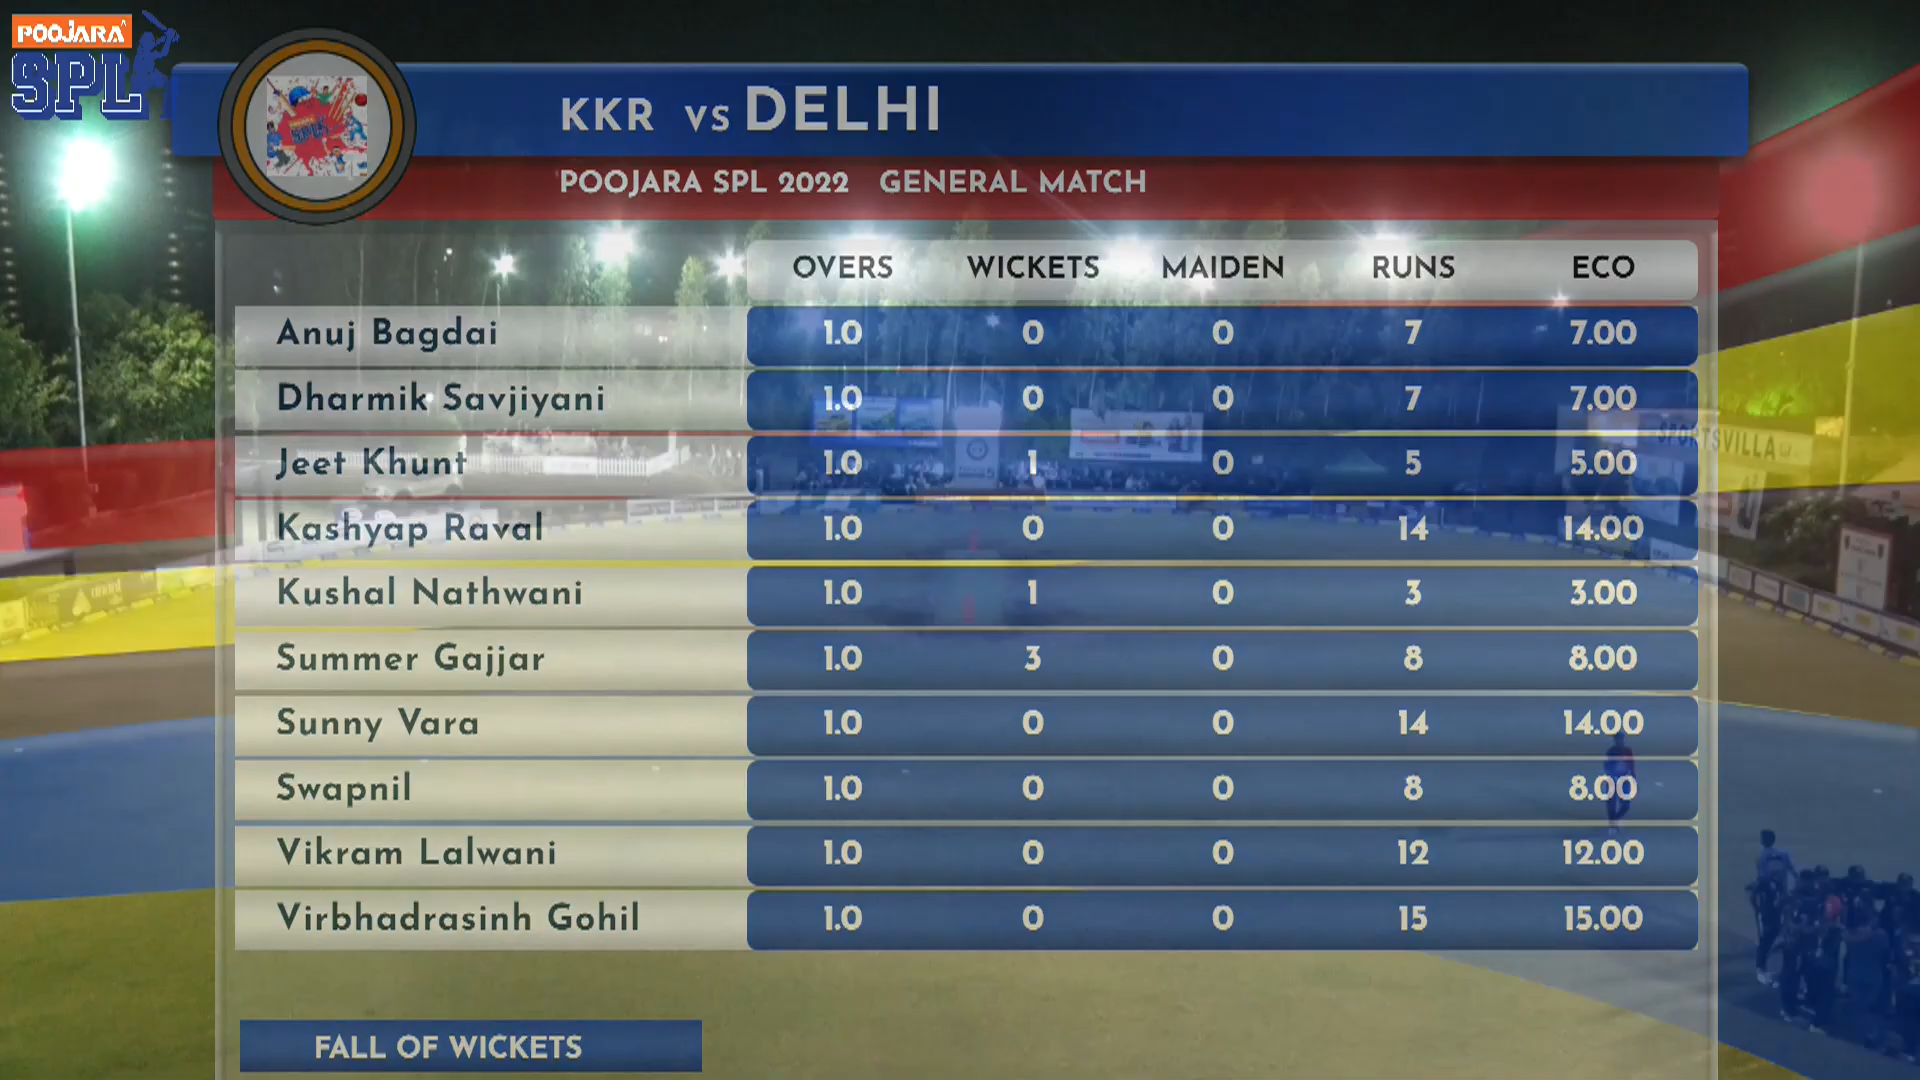 POOJARA
SPL
KKR vs DELHI
POOJARA SPL 2022 GENERAL MATCH
OVERS WICKETS MAIDEN RUNS ECO
Anuj Bagdai 1.0 0 0 7 7.00
Dharmik Savjiyani 1.0 0 0 7 7.00
Jeet Khunt 1.0 1 0 5 5.00
Kashyap Raval 1.0 0 0 14 14.00
Kushal Nathwani 1.0 1 0 3 3.00
Summer Gajjar 1.0 3 0 8 8.00
Sunny Vara 1.0 0 0 14 14.00
Swapnil 1.0 0 0 8 8.00
Vikram Lalwani 1.0 0 0 12 12.00
Virbhadrasinh Gohil 1.0 0 0 15 15.00
FALL OF WICKETS
SPORTSVILLA